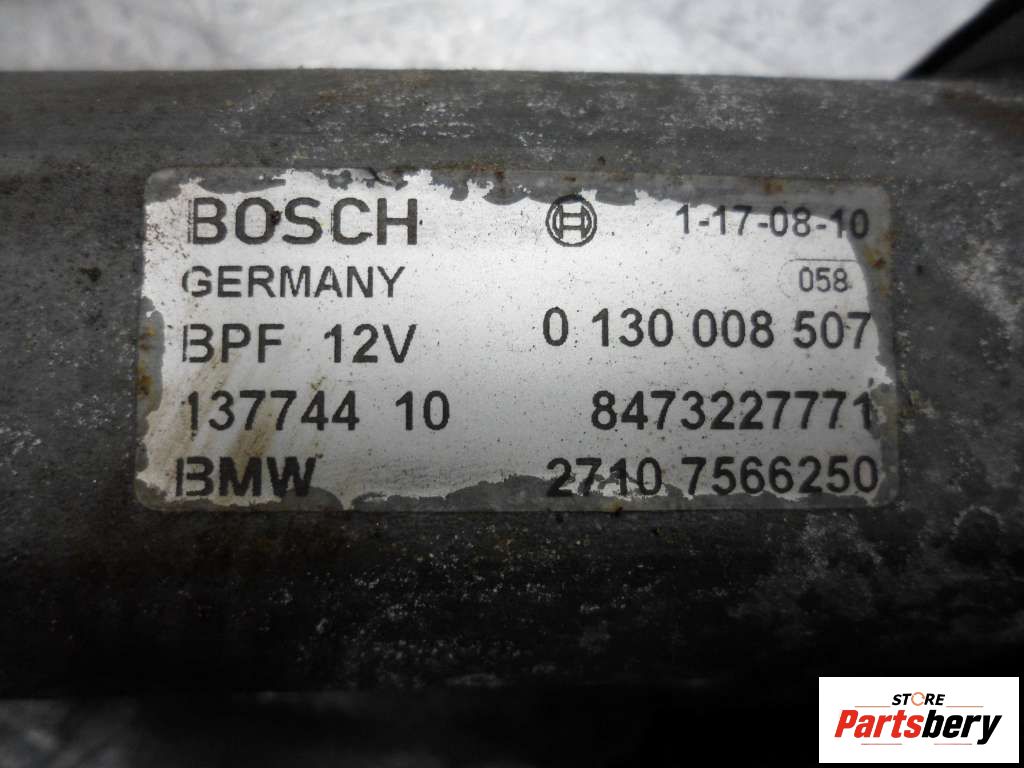 BOSCH 1-17-08-10
GERMANY 058
BPF 12V 0 130 008 507
137744 10 8473227771
BMW 2710 7566250
STORE
Partsbery